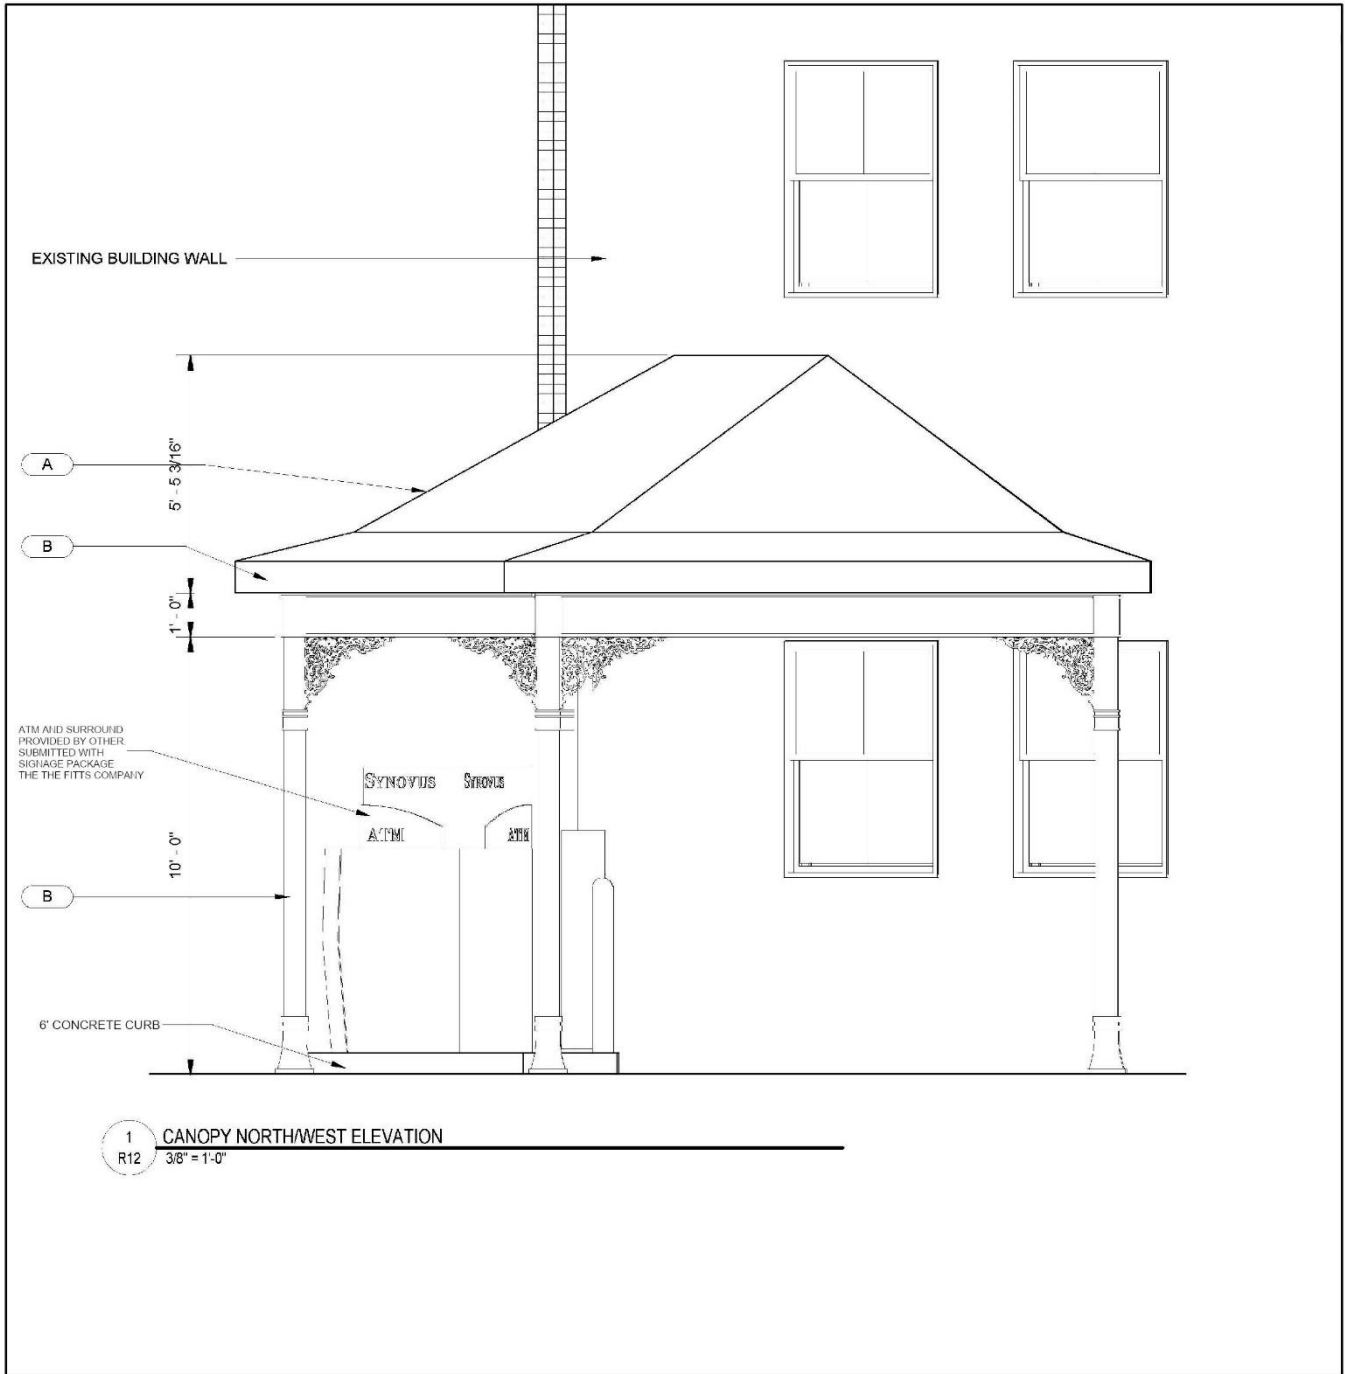 EXISTING BUILDING WALL
A
5' - 5 3/16"
B
1' - 0"
ATM AND SURROUND
PROVIDED BY OTHER
SUBMITTED WITH
SIGNAGE PACKAGE
THE THE FITTS COMPANY
SYNOVUS SYNOVUS
ATM ATM
10' - 0"
B
6' CONCRETE CURB
1 CANOPY NORTH/WEST ELEVATION
R12 3/8" = 1'-0"